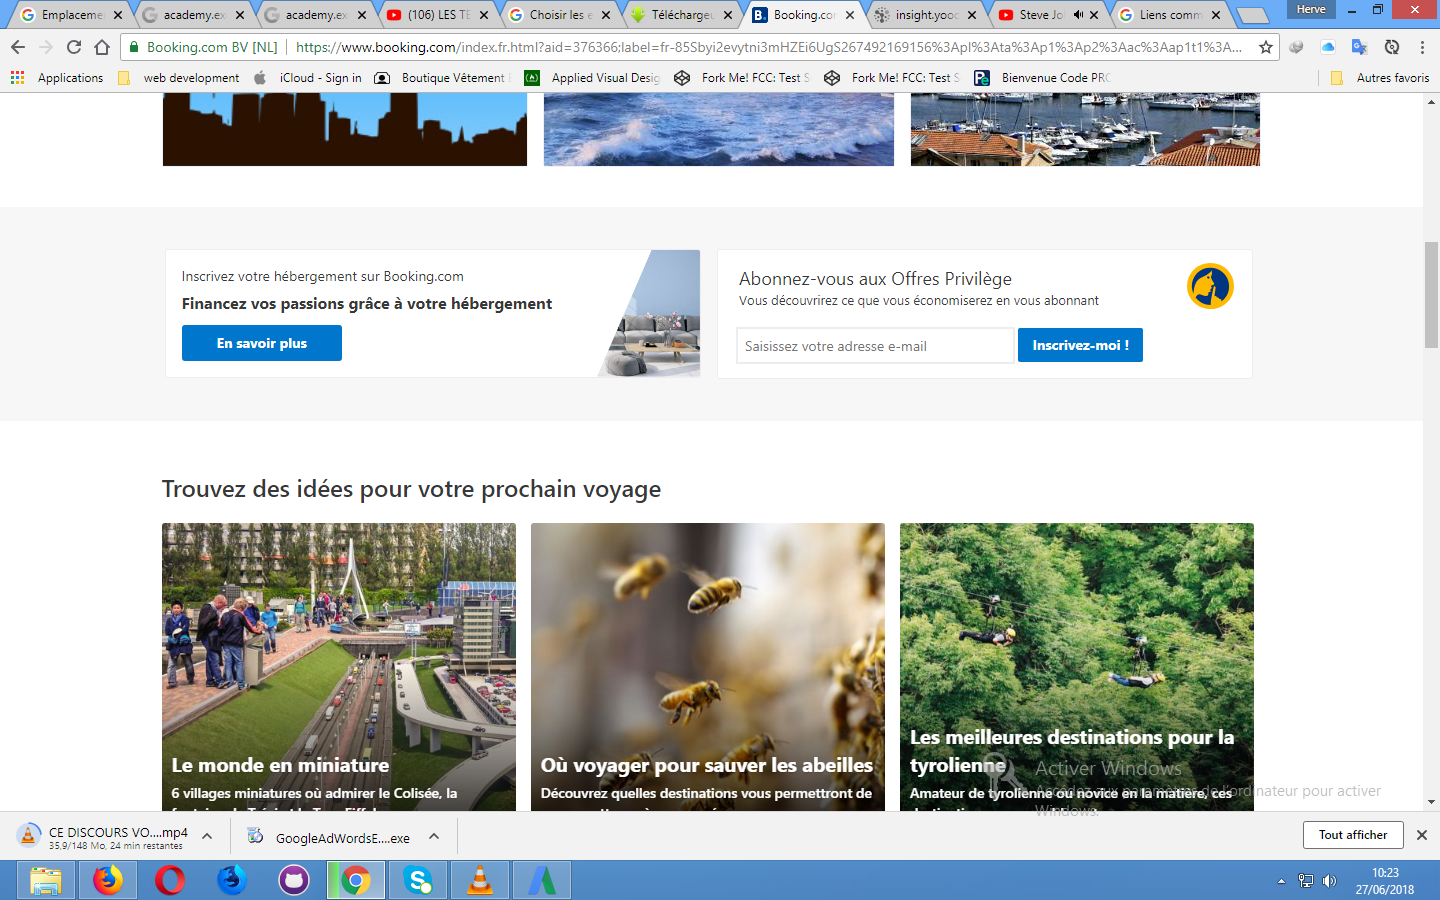 Emplaceme
academy.ex
academy.ex
(106) LES TE
Choisir les e
Télécharge
Booking.co
insight.yooc
Steve Jo
Liens comm
Herve
Booking.com BV [NL]
https://www.booking.com/index.fr.html?aid=376366;label=fr-85Sbyi2evytni3mHZEi6UgS267492169156%3Apl%3Ata%3Ap1%3Ap2%3Aac%3Aap1t1%3A...
Applications
web development
iCloud - Sign in
Boutique Vêtement
Applied Visual Desig
Fork Me! FCC: Test S
Fork Me! FCC: Test S
Bienvenue Code PRO
Autres favoris
Inscrivez votre hébergement sur Booking.com
Financez vos passions grâce à votre hébergement
En savoir plus
Abonnez-vous aux Offres Privilège
Vous découvrirez ce que vous économiserez en vous abonnant
Saisissez votre adresse e-mail
Inscrivez-moi !
Trouvez des idées pour votre prochain voyage
Le monde en miniature
6 villages miniatures où admirer le Colisée, la
Où voyager pour sauver les abeilles
Découvrez quelles destinations vous permettront de
Les meilleures destinations pour la
tyrolienne
Amateur de tyrolienne ou novice en la matière, ces
Activer Windows
Accédez aux paramètres de l'ordinateur pour activer
Windows.
CE DISCOURS VO....mp4
35,9/148 Mo, 24 min restantes
GoogleAdWordsE....exe
Tout afficher
10:23
27/06/2018